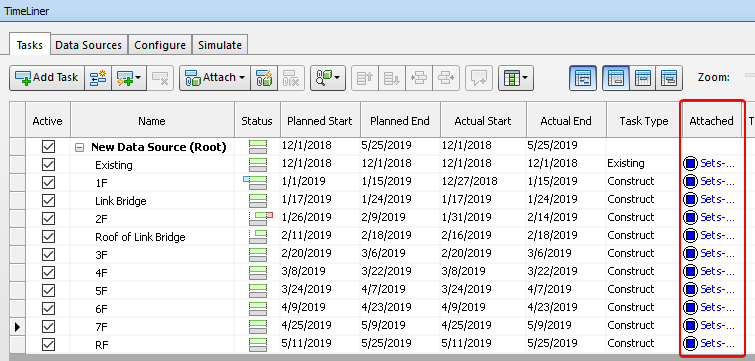 TimeLiner
Tasks Data Sources Configure Simulate
Add Task Attach Zoom:
Active Name Status Planned Start Planned End Actual Start Actual End Task Type Attached T
New Data Source (Root) 12/1/2018 5/25/2019 12/1/2018 5/25/2019
Existing 12/1/2018 12/1/2018 12/1/2018 12/1/2018 Existing Sets-...
1F 1/1/2019 1/15/2019 12/27/2018 1/15/2019 Construct Sets-...
Link Bridge 1/17/2019 1/24/2019 1/17/2019 1/24/2019 Construct Sets-...
2F 1/26/2019 2/9/2019 1/31/2019 2/14/2019 Construct Sets-...
Roof of Link Bridge 2/11/2019 2/18/2019 2/16/2019 2/18/2019 Construct Sets-...
3F 2/20/2019 3/6/2019 2/20/2019 3/6/2019 Construct Sets-...
4F 3/8/2019 3/22/2019 3/8/2019 3/22/2019 Construct Sets-...
5F 3/24/2019 4/7/2019 3/24/2019 4/7/2019 Construct Sets-...
6F 4/9/2019 4/23/2019 4/9/2019 4/23/2019 Construct Sets-...
7F 4/25/2019 5/9/2019 4/25/2019 5/9/2019 Construct Sets-...
RF 5/11/2019 5/25/2019 5/11/2019 5/25/2019 Construct Sets-...